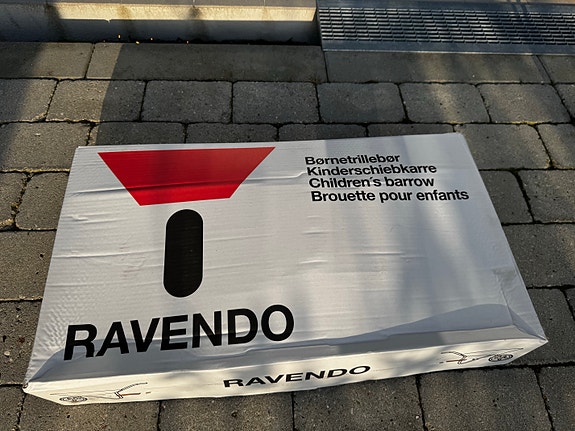 Børnetrillebør
Kinderschiebkarre
Children´s barrow
Brouette pour enfants
RAVENDO
RAVENDO